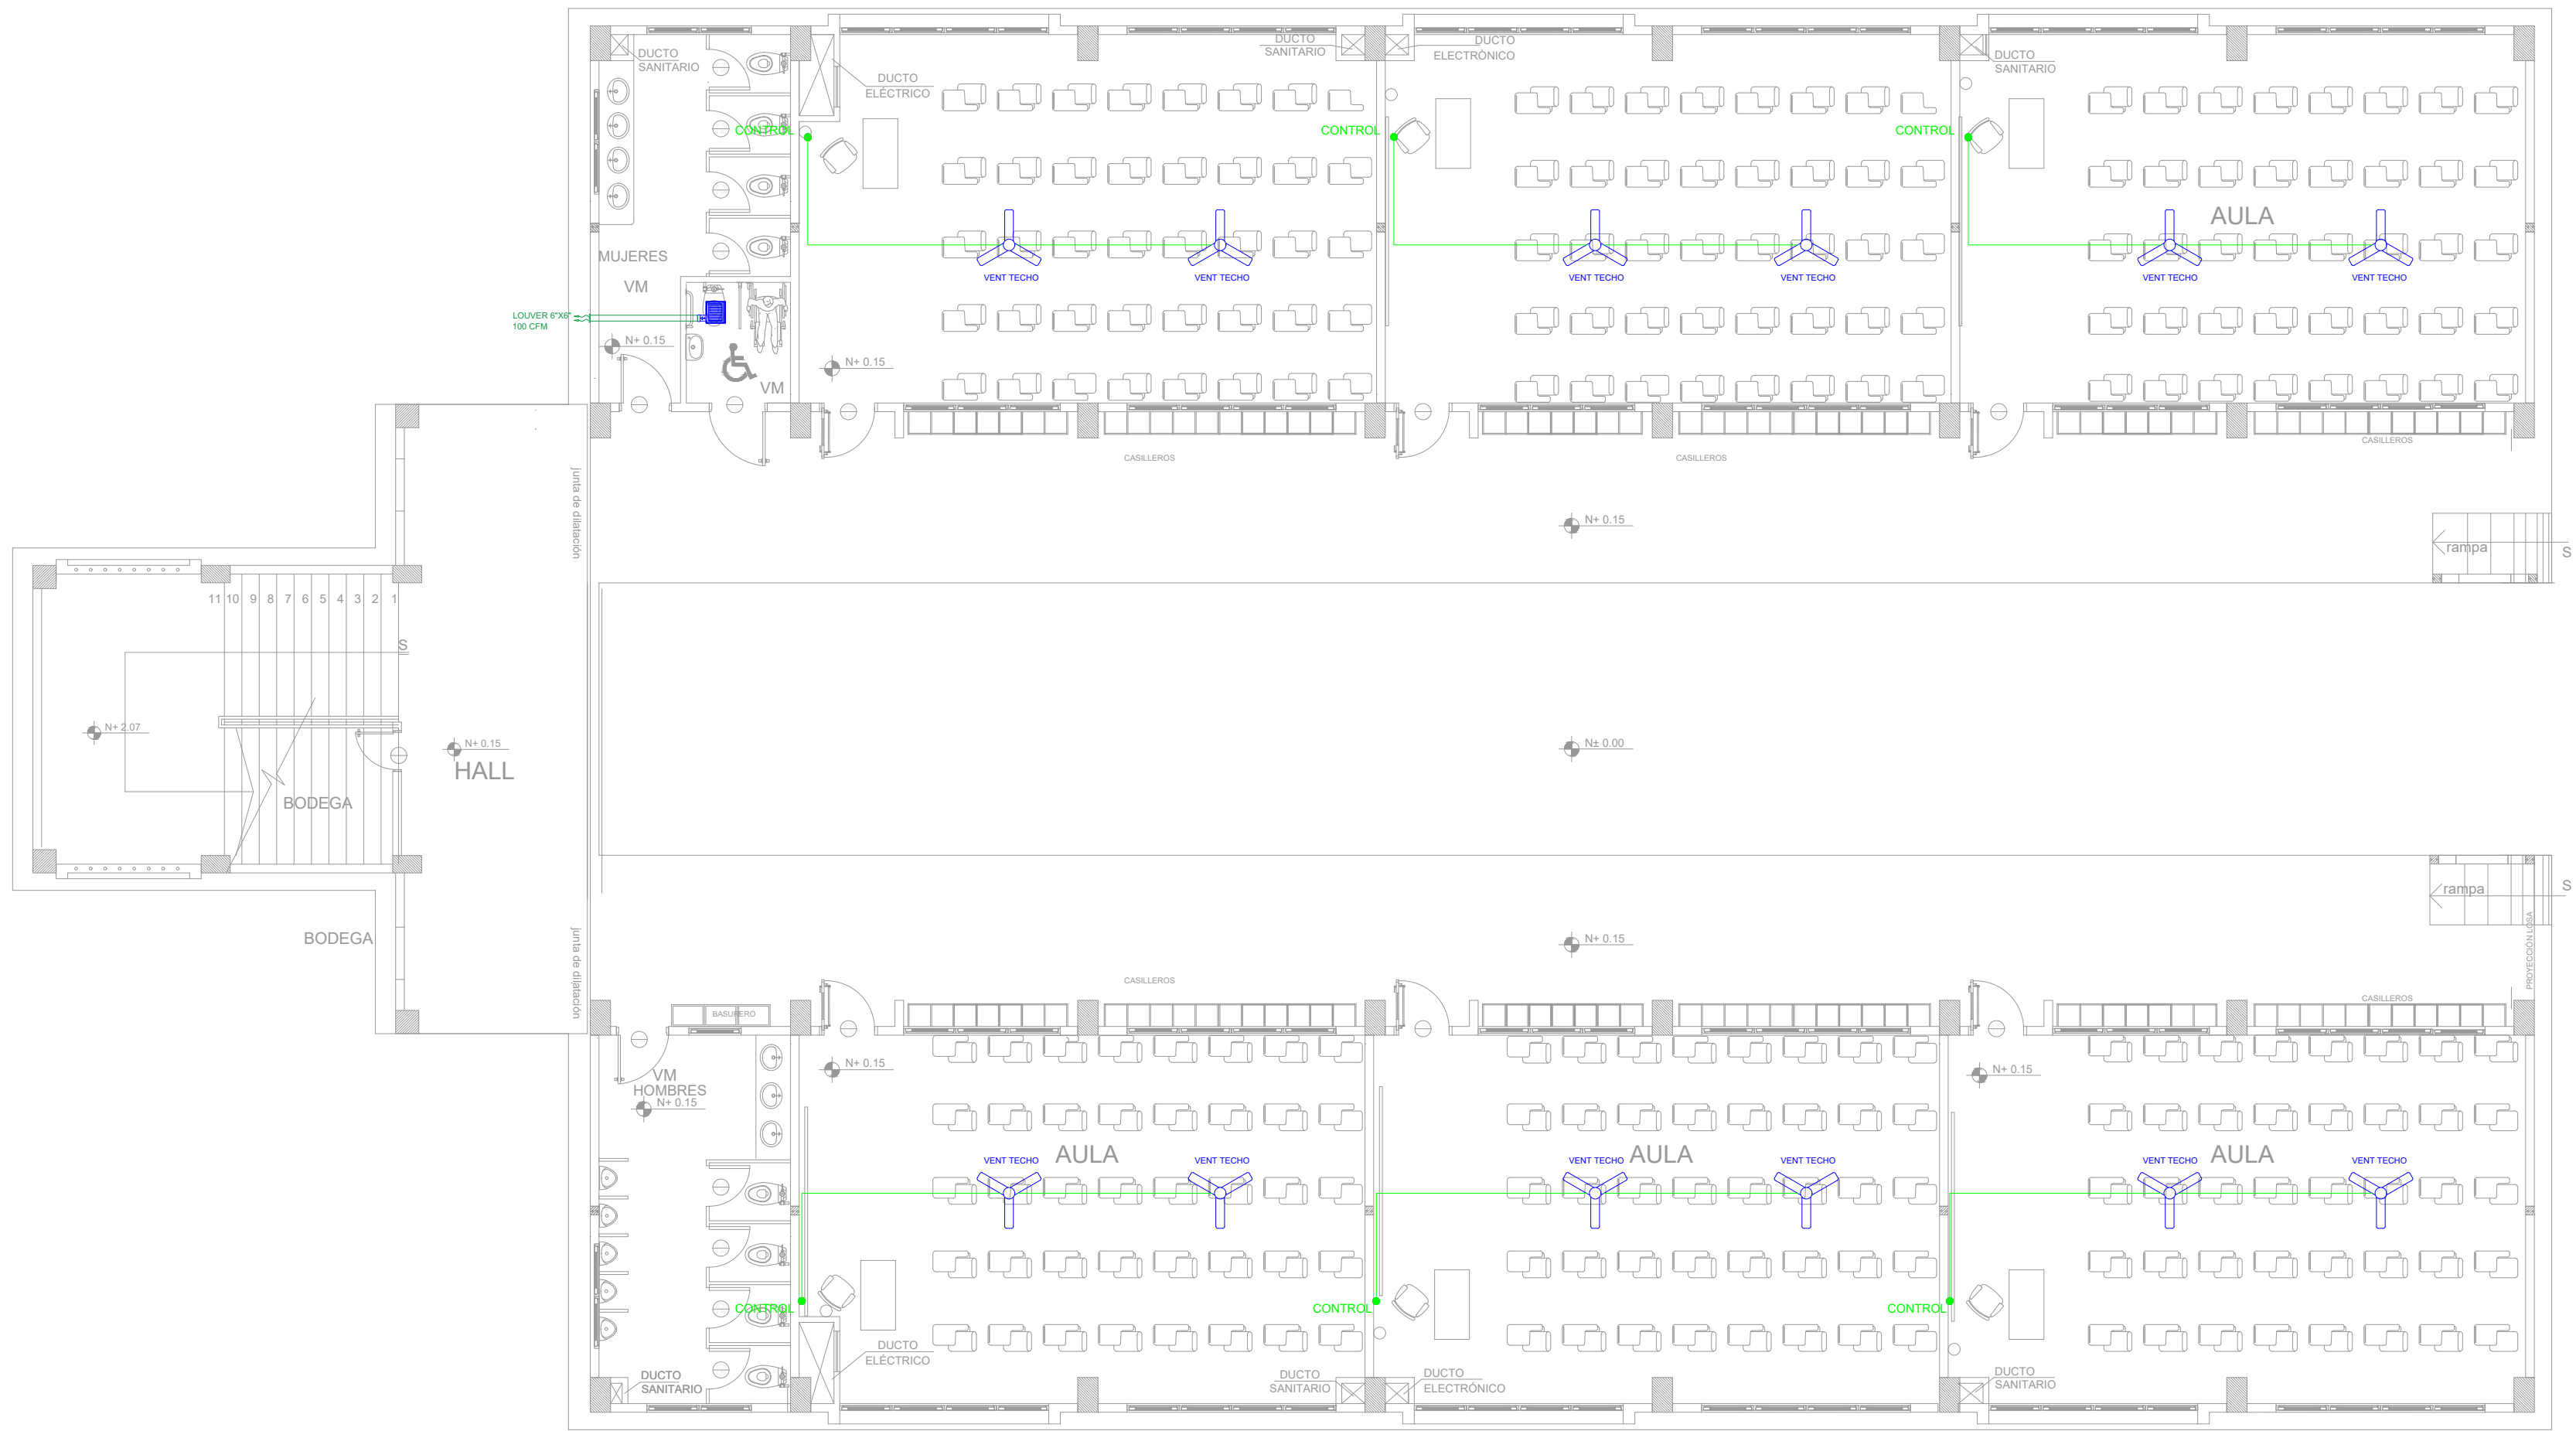 DUCTO
SANITARIO
DUCTO
ELÉCTRICO
DUCTO
SANITARIO
DUCTO
ELECTRÒNICO
DUCTO
SANITARIO
CONTROL
CONTROL
CONTROL
AULA
MUJERES
VM
VENT TECHO
VENT TECHO
VENT TECHO
VENT TECHO
VENT TECHO
VENT TECHO
LOUVER 6"X6"
100 CFM
N+ 0.15
N+ 0.15
VM
CASILLEROS
CASILLEROS
CASILLEROS
junta de dilatación
N+ 0.15
rampa
S
11 10 9 8 7 6 5 4 3 2 1
S
N+ 2.07
N+ 0.15
HALL
N± 0.00
BODEGA
BODEGA
rampa
S
PROYECCIÓN LOSA
junta de dilatación
N+ 0.15
CASILLEROS
CASILLEROS
BASURERO
VM
HOMBRES
N+ 0.15
N+ 0.15
N+ 0.15
VENT TECHO
AULA
VENT TECHO
VENT TECHO
AULA
VENT TECHO
VENT TECHO
AULA
VENT TECHO
CONTROL
CONTROL
CONTROL
DUCTO
ELÉCTRICO
DUCTO
SANITARIO
DUCTO
SANITARIO
DUCTO
ELECTRÓNICO
DUCTO
SANITARIO